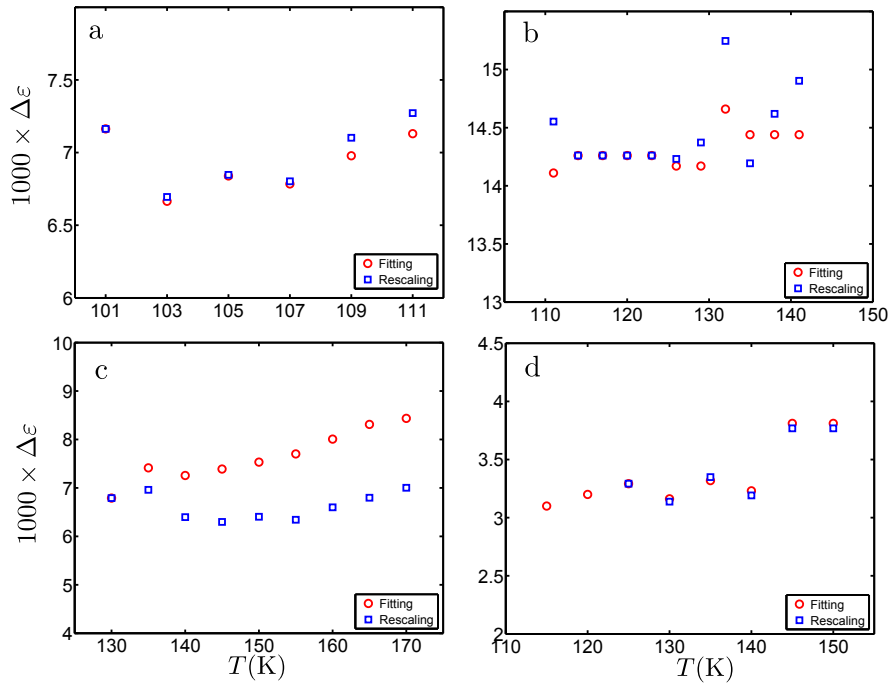 a
1000 × Δε
7.5
7
6.5
6
101 103 105 107 109 111
Fitting
Rescaling
b
15
14.5
14
13.5
13
110 120 130 140 150
Fitting
Rescaling
c
1000 × Δε
10
9
8
7
6
5
4
130 140 150 160 170
T(K)
Fitting
Rescaling
d
4.5
4
3.5
3
2.5
2
110 120 130 140 150
T(K)
Fitting
Rescaling